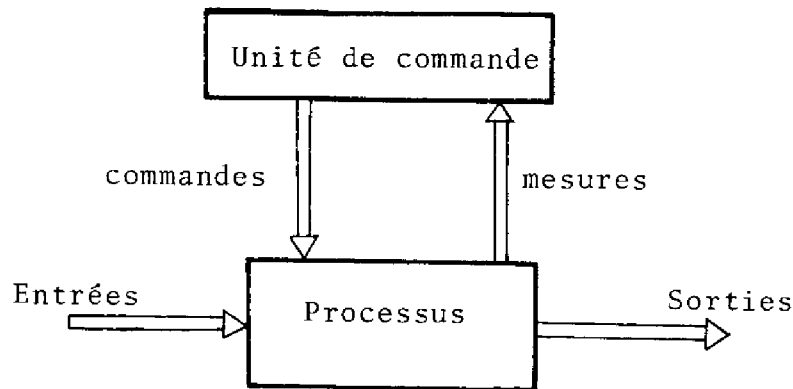 Unité de commande
commandes
mesures
Entrées
Processus
Sorties